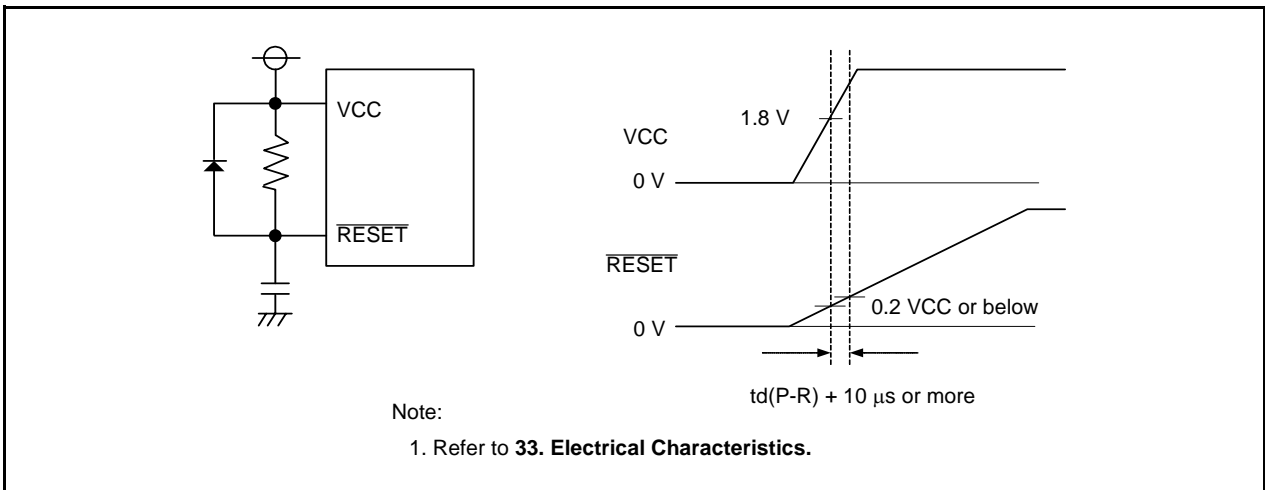 VCC
RESET
1.8 V
VCC
0 V
RESET
0.2 VCC or below
0 V
td(P-R) + 10 μs or more
Note:
1. Refer to 33. Electrical Characteristics.